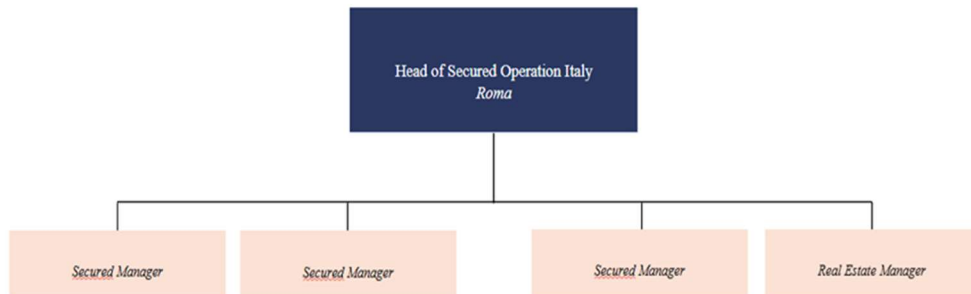 Head of Secured Operation Italy
Roma
Secured Manager
Secured Manager
Secured Manager
Real Estate Manager